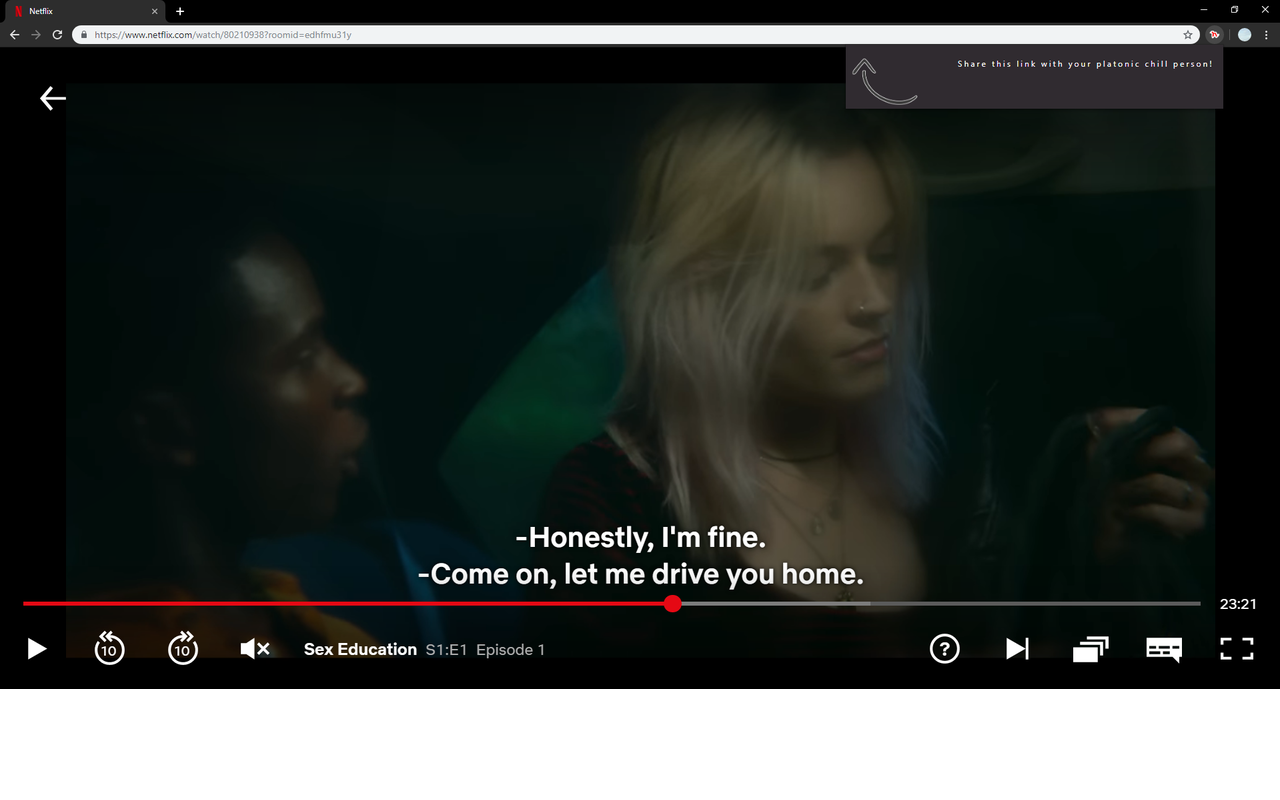 Netflix
https://www.netflix.com/watch/80210938?roomid=edhfmu31y
Share this link with your platonic chill person!
-Honestly, I'm fine.
-Come on, let me drive you home.
23:21
10
10
Sex Education S1:E1 Episode 1
?